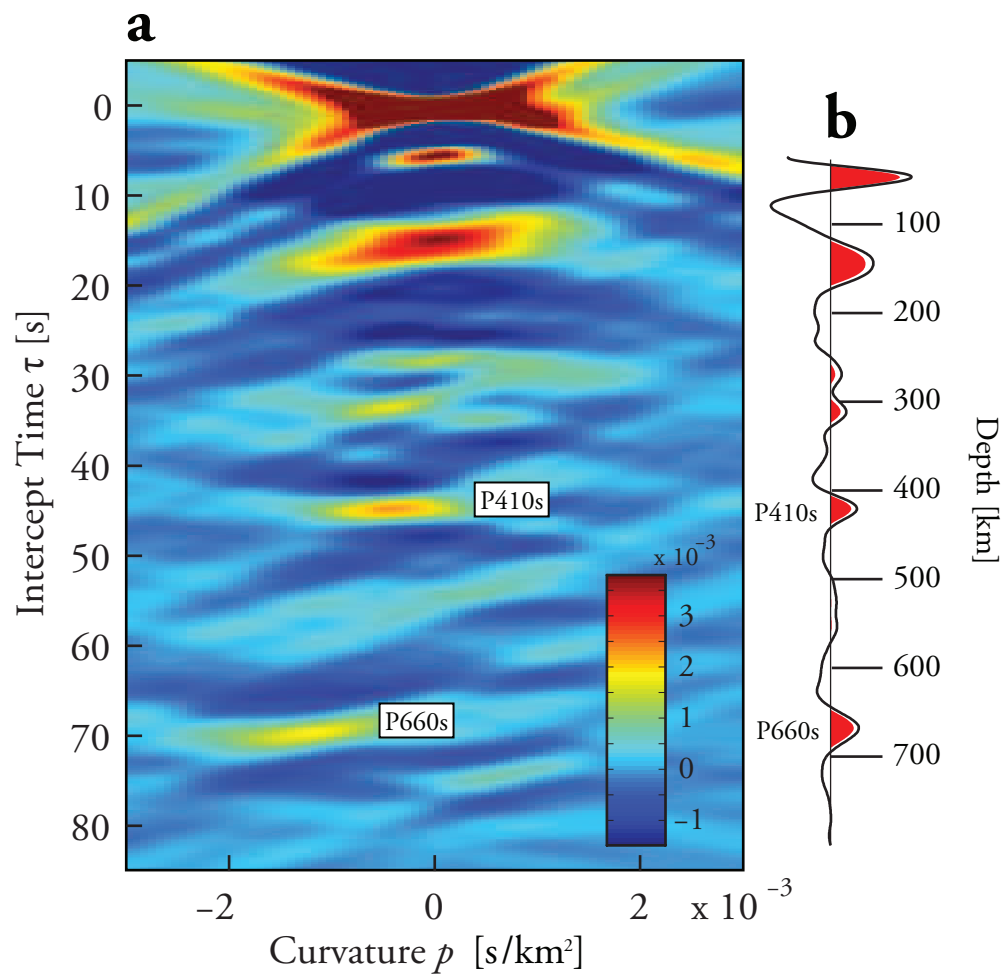 a
b
0
10
20
30
40
50
60
70
80
Intercept Time τ [s]
P410s
P660s
x 10⁻³
3
2
1
0
−1
−2
0
2
x 10⁻³
Curvature p [s/km²]
100
200
300
400
500
600
700
P410s
P660s
Depth [km]